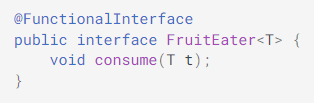 @FunctionalInterface
public interface FruitEater<T> {
    void consume(T t);
}